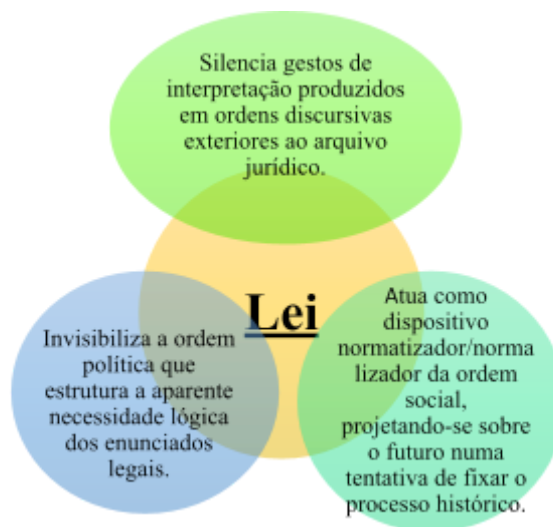 Silencia gestos de
interpretação produzidos
em ordens discursivas
exteriores ao arquivo
jurídico.
Lei
Invisibiliza a ordem
política que
estrutura a aparente
necessidade lógica
dos enunciados
legais.
Atua como
dispositivo
normatizador/norma
lizador da ordem
social,
projetando-se sobre
o futuro numa
tentativa de fixar o
processo histórico.